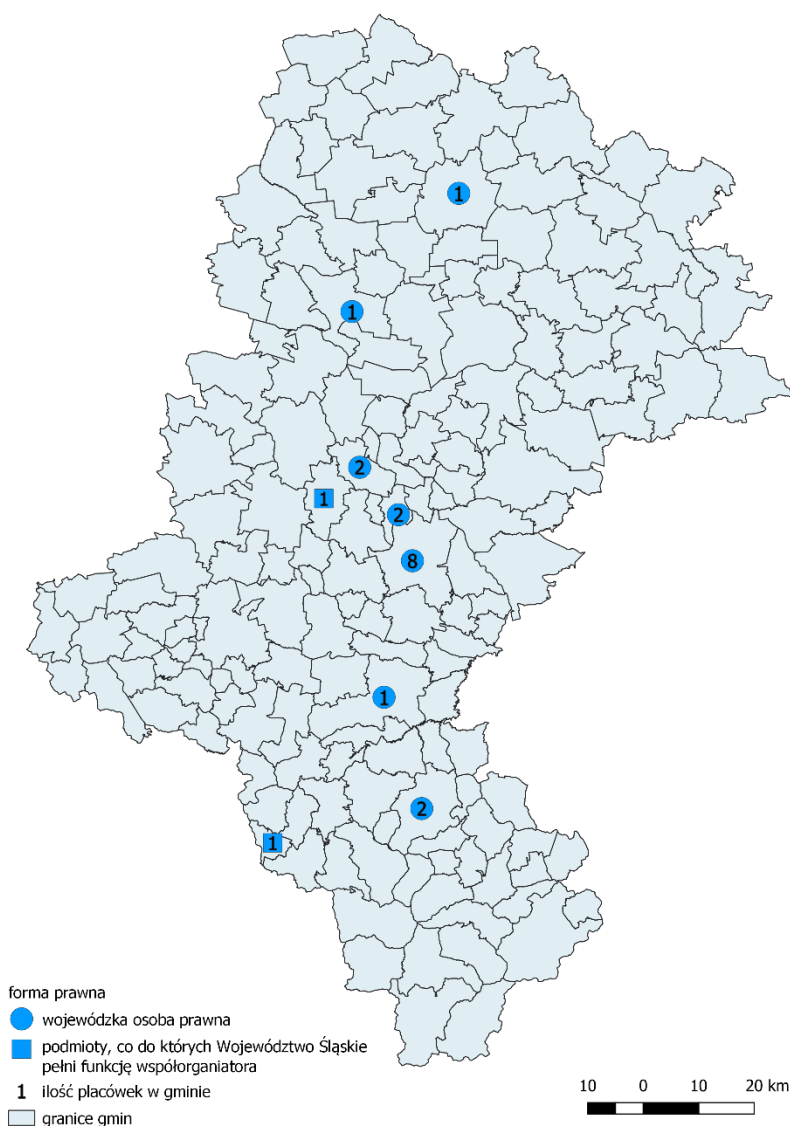 1
1
2
1
2
8
1
2
1
forma prawna
wojewódzka osoba prawna
podmioty, co do których Województwo Śląskie
pełni funkcję współorganiatora
1 ilość placówek w gminie
granice gmin
10 0 10 20 km